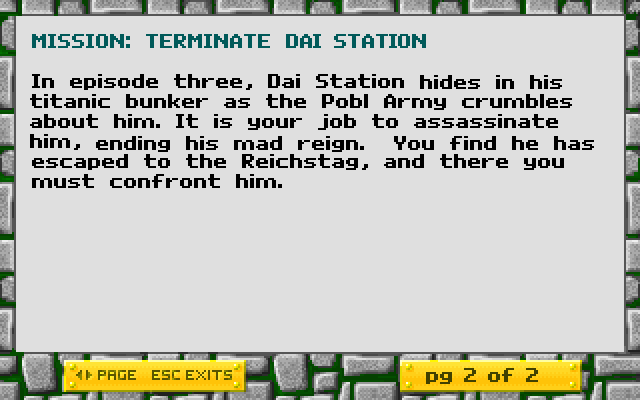 MISSION: TERMINATE DAI STATION
In episode three, Dai Station hides in his
titanic bunker as the Pobl Army crumbles
about him. It is your job to assassinate
him, ending his mad reign. You find he has
escaped to the Reichstag, and there you
must confront him.
PAGE ESC EXITS
pg 2 of 2